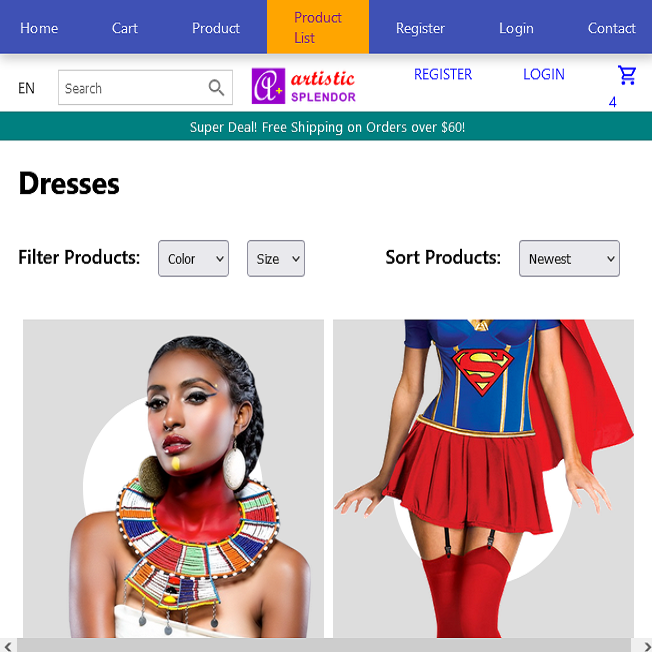 Home
Cart
Product
Product
List
Register
Login
Contact
EN
Search
A+
artistic
SPLENDOR
REGISTER
LOGIN
4
Super Deal! Free Shipping on Orders over $60!
Dresses
Filter Products:
Color
Size
Sort Products:
Newest
S